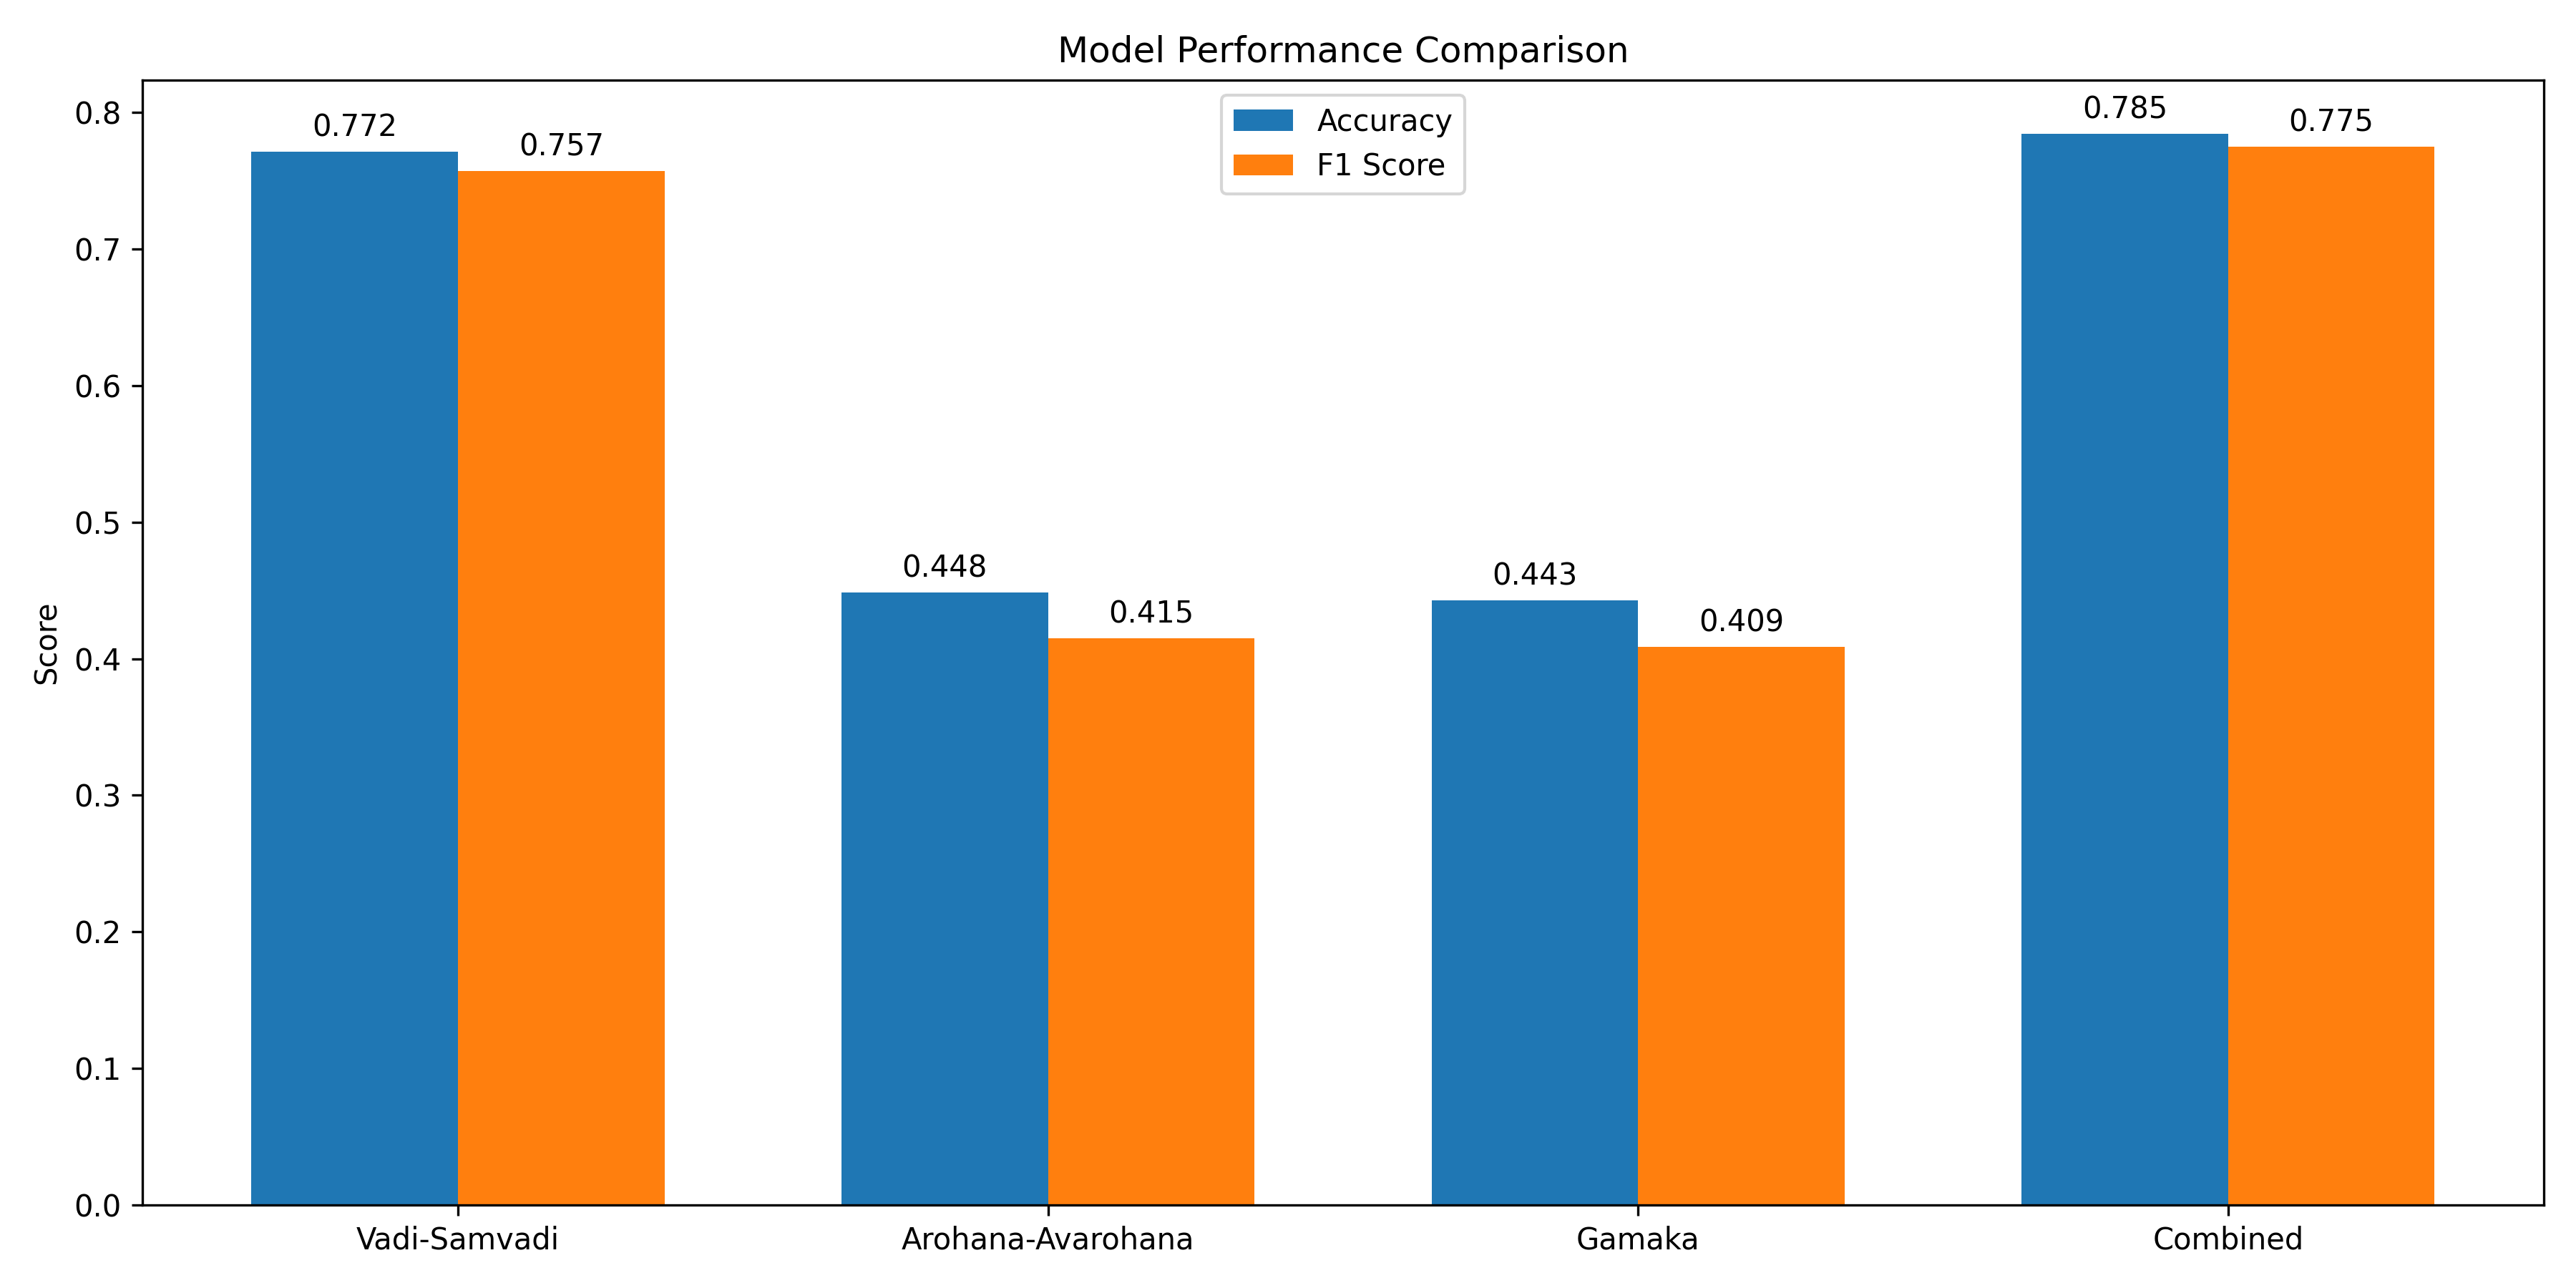 Model Performance Comparison
Accuracy
F1 Score
0.772
0.757
0.448
0.415
0.443
0.409
0.785
0.775
Score
0.8
0.7
0.6
0.5
0.4
0.3
0.2
0.1
0.0
Vadi-Samvadi
Arohana-Avarohana
Gamaka
Combined